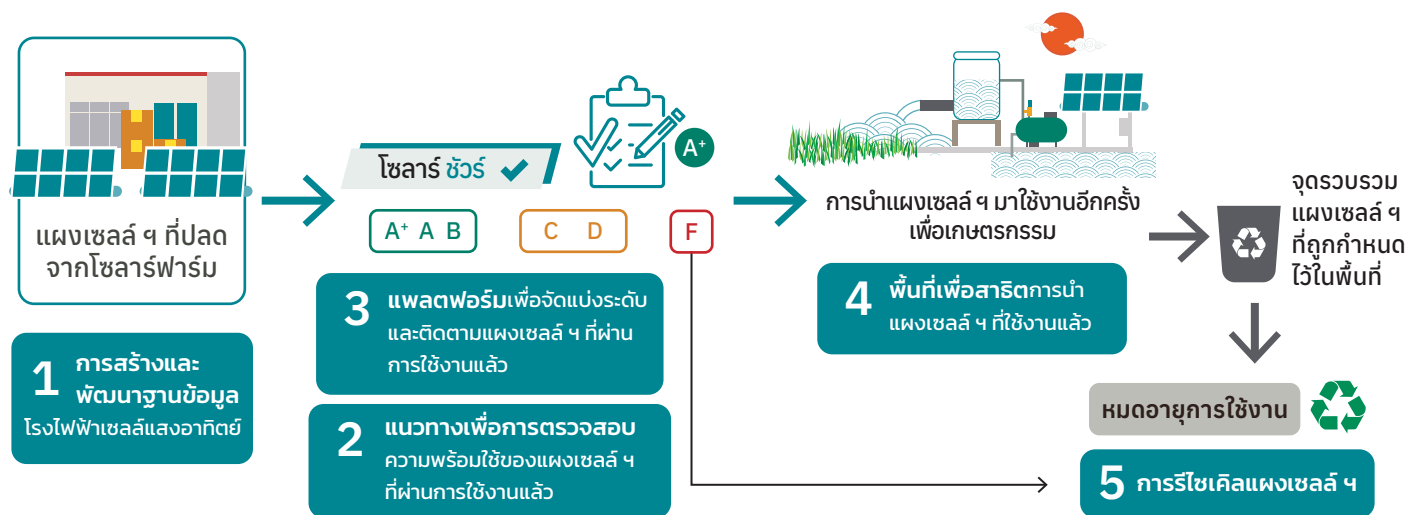 แผงเซลล์ ฯ ที่ปลด
จากโซลาร์ฟาร์ม
1 การสร้างและ
พัฒนาฐานข้อมูล
โรงไฟฟ้าเซลล์แสงอาทิตย์
โซลาร์ ชัวร์
A+
A+ A B
C D
F
3 แพลตฟอร์มเพื่อจัดแบ่งระดับ
และติดตามแผงเซลล์ ฯ ที่ผ่าน
การใช้งานแล้ว
2 แนวทางเพื่อการตรวจสอบ
ความพร้อมใช้ของแผงเซลล์ ฯ
ที่ผ่านการใช้งานแล้ว
การนำแผงเซลล์ ฯ มาใช้งานอีกครั้ง
เพื่อเกษตรกรรม
4 พื้นที่เพื่อสาธิตการนำ
แผงเซลล์ ฯ ที่ใช้งานแล้ว
จุดรวบรวม
แผงเซลล์ ฯ
ที่ถูกกำหนด
ไว้ในพื้นที่
หมดอายุการใช้งาน
5 การรีไซเคิลแผงเซลล์ ฯ